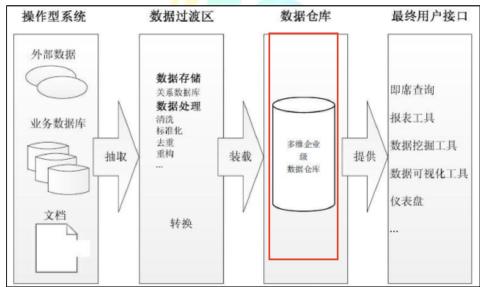 操作型系统
数据过渡区
数据仓库
最终用户接口
外部数据
业务数据库
文档
抽取
数据存储
关系数据库
数据处理
清洗
标准化
去重
重构
...
转换
装载
多维企业
级
数据仓库
提供
即席查询
报表工具
数据挖掘工具
数据可视化工具
仪表盘
...